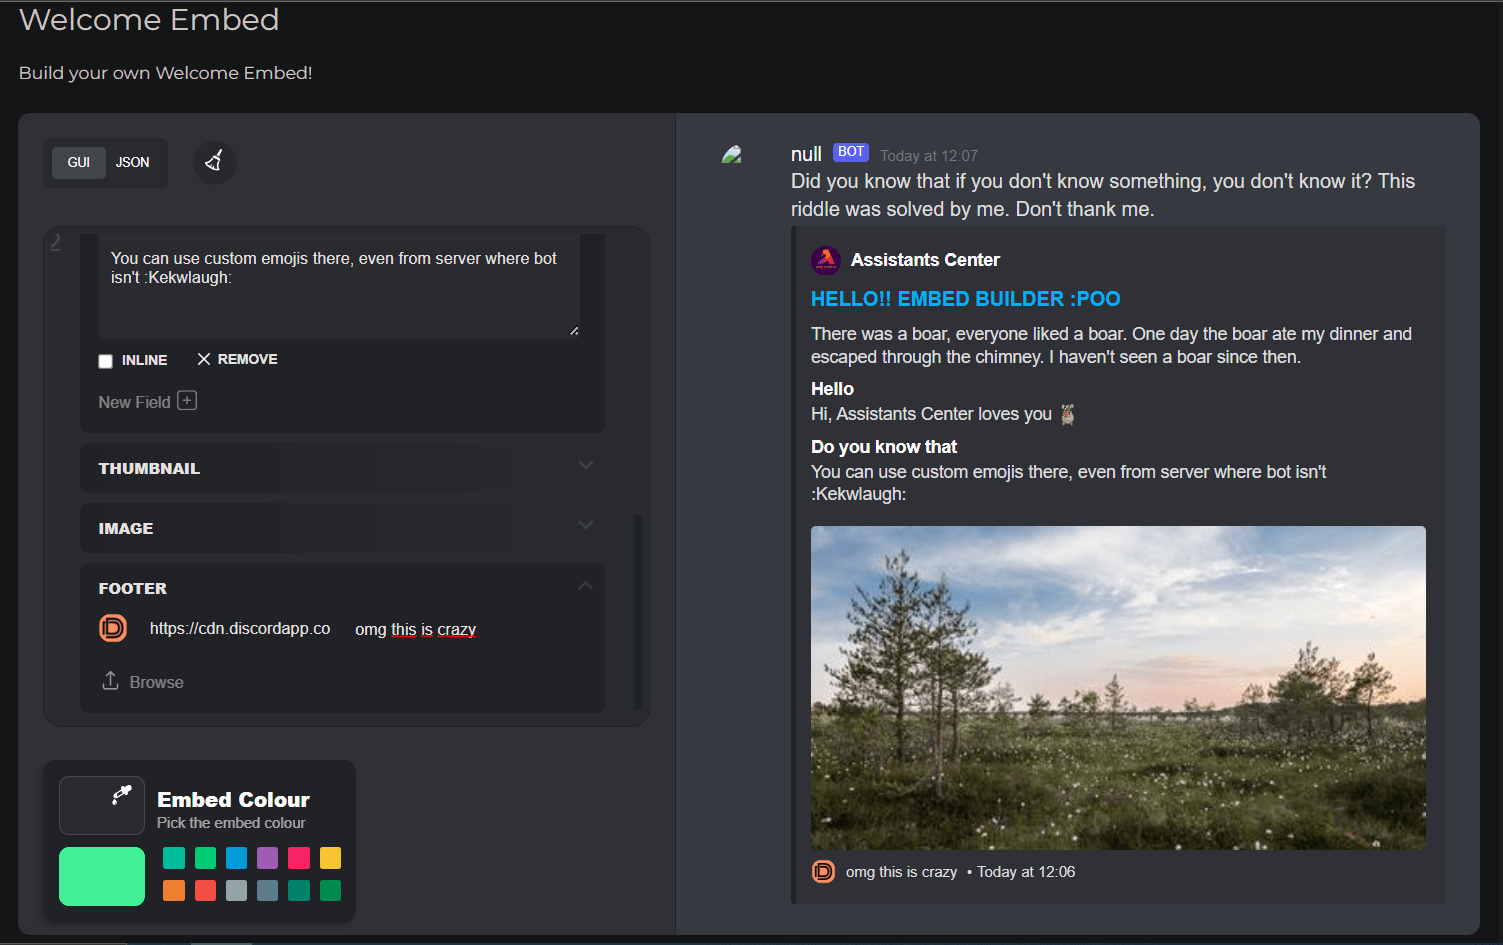 Welcome Embed
Build your own Welcome Embed!
GUI
JSON
2
You can use custom emojis there, even from server where bot
isn't :Kekwlaugh:
INLINE
REMOVE
New Field
THUMBNAIL
IMAGE
FOOTER
https://cdn.discordapp.co
omg this is crazy
Browse
Embed Colour
Pick the embed colour
null BOT Today at 12:07
Did you know that if you don't know something, you don't know it? This
riddle was solved by me. Don't thank me.
Assistants Center
HELLO!! EMBED BUILDER :POO
There was a boar, everyone liked a boar. One day the boar ate my dinner and
escaped through the chimney. I haven't seen a boar since then.
Hello
Hi, Assistants Center loves you
Do you know that
You can use custom emojis there, even from server where bot isn't
:Kekwlaugh:
omg this is crazy • Today at 12:06